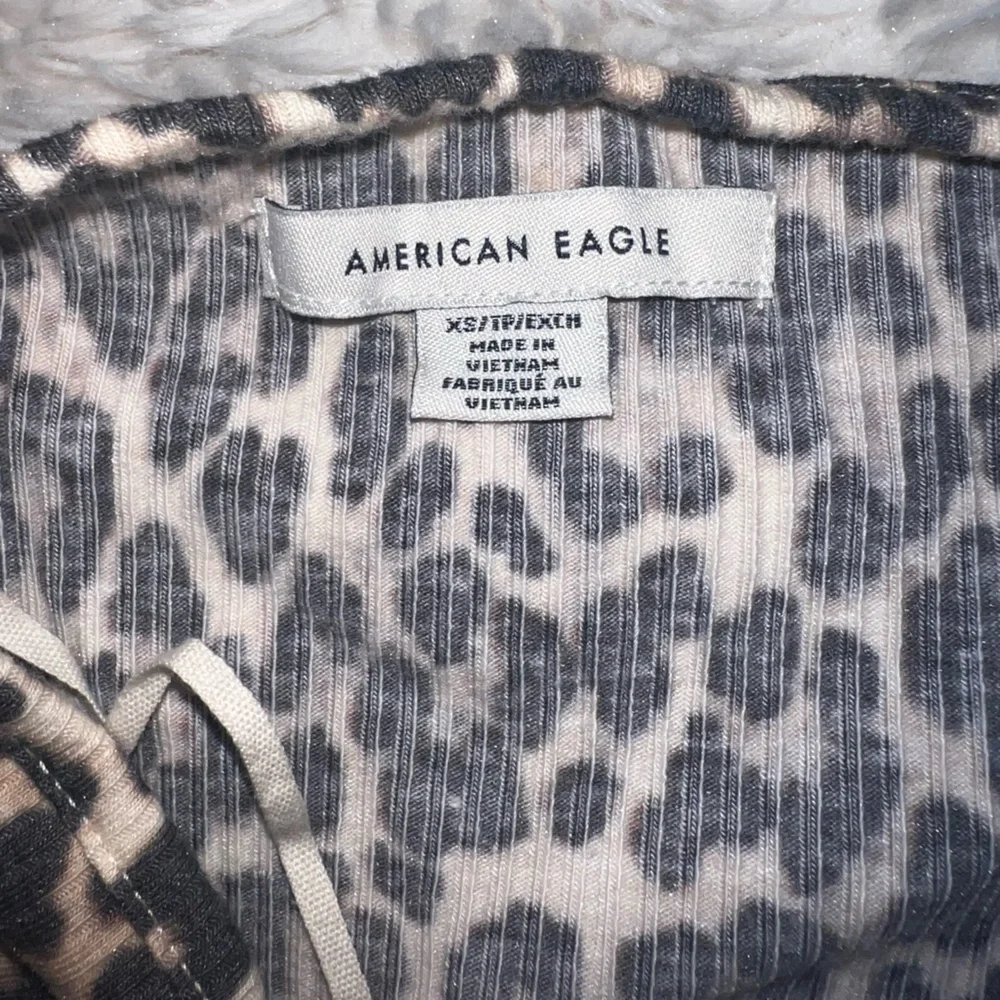 AMERICAN EAGLE
XS/TP/EXCH
MADE IN
VIETNAM
FABRIQUÉ AU
VIETNAM